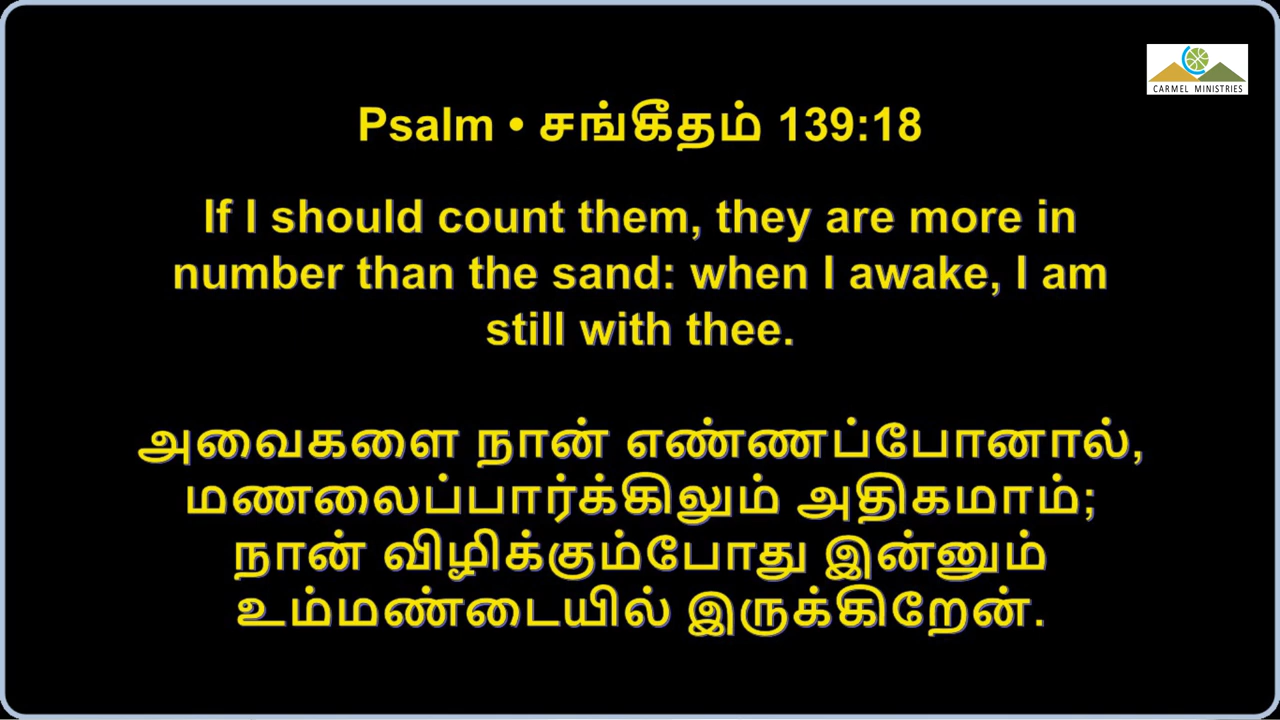 CARMEL MINISTRIES
Psalm • சங்கீதம் 139:18
If I should count them, they are more in
number than the sand: when I awake, I am
still with thee.
அவைகளை நான் எண்ணப்போனால்,
மணலைப்பார்க்கிலும் அதிகமாம்;
நான் விழிக்கும்போது இன்னும்
உம்மண்டையில் இருக்கிறேன்.